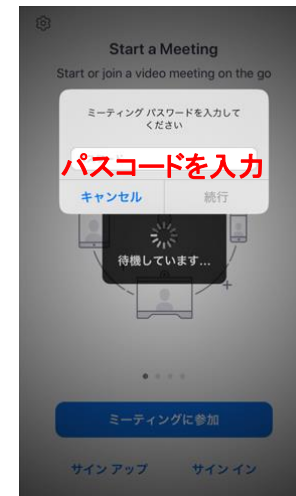 Start a Meeting
Start or join a video meeting on the go
ミーティング パスワードを入力して
ください
パスコードを入力
キャンセル 続行
待機しています...
ミーティングに参加
サインアップ サインイン